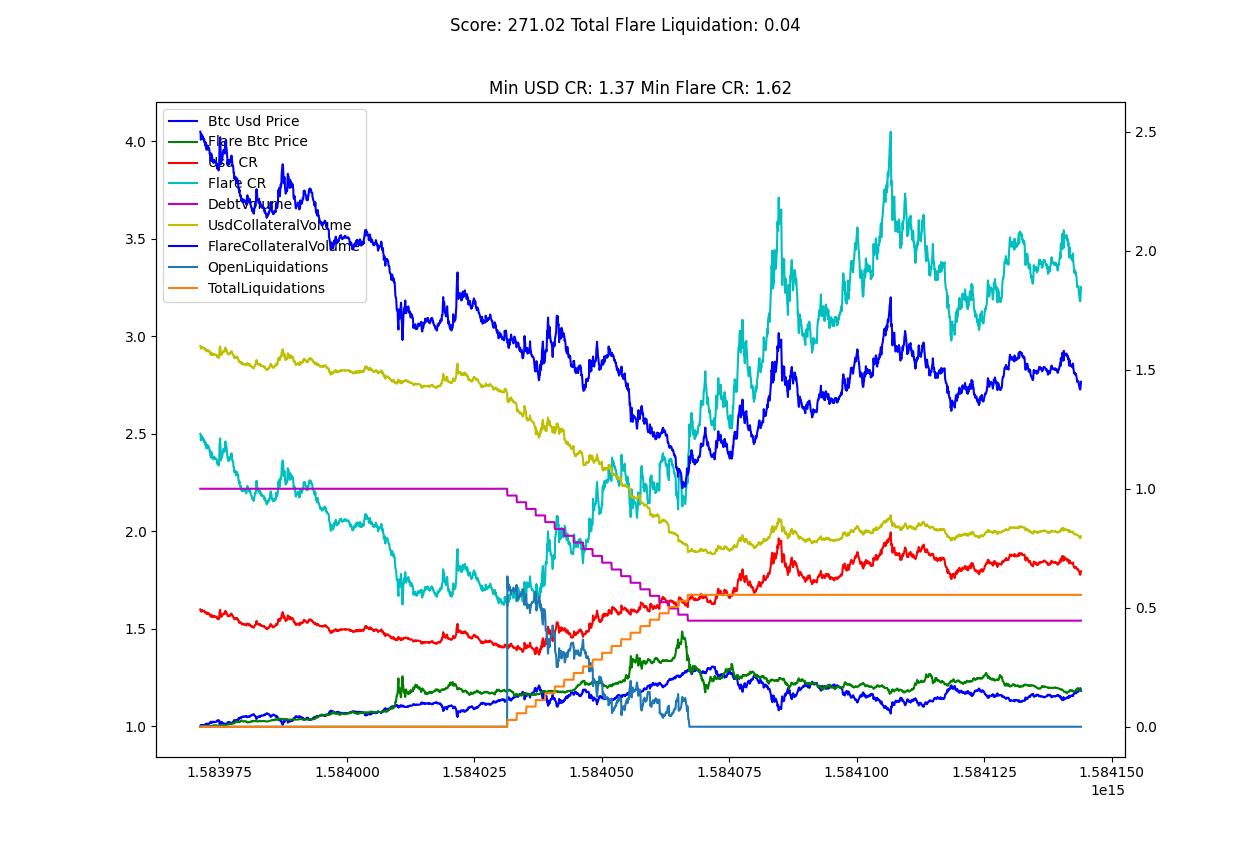 Score: 271.02 Total Flare Liquidation: 0.04
Min USD CR: 1.37 Min Flare CR: 1.62
Btc Usd Price
Flare Btc Price
Usd CR
Flare CR
DebtVolume
UsdCollateralVolume
FlareCollateralVolume
OpenLiquidations
TotalLiquidations
4.0
3.5
3.0
2.5
2.0
1.5
1.0
2.5
2.0
1.5
1.0
0.5
0.0
1.583975 1.584000 1.584025 1.584050 1.584075 1.584100 1.584125 1.584150
1e15